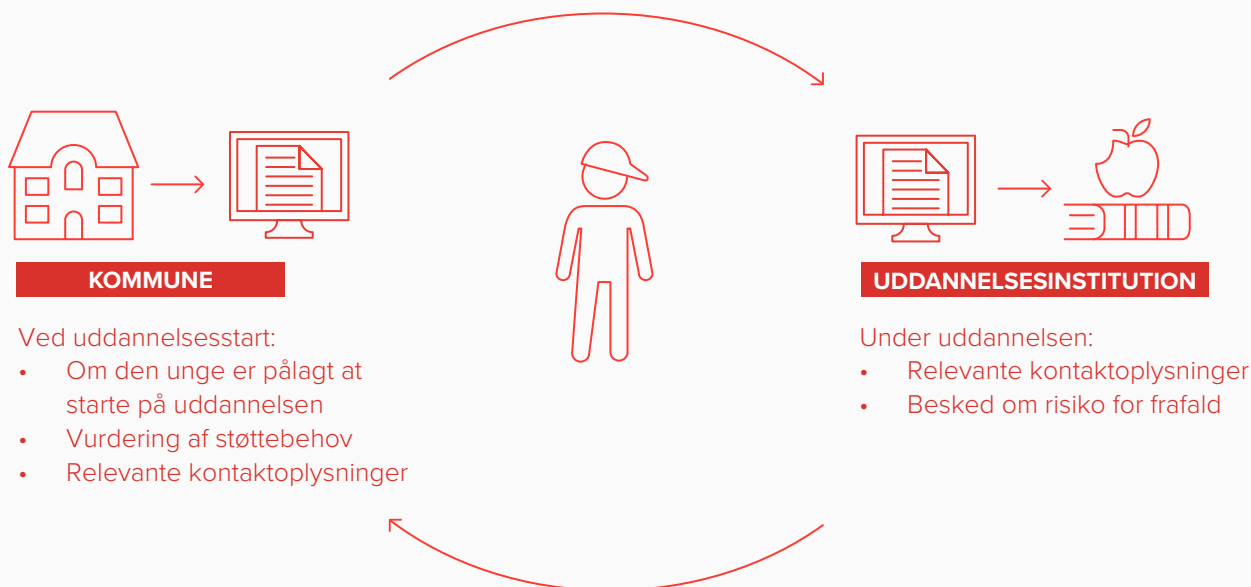 KOMMUNE
Ved uddannelsesstart:
• Om den unge er pålagt at
starte på uddannelsen
• Vurdering af støttebehov
• Relevante kontaktoplysninger
UDDANNELSESINSTITUTION
Under uddannelsen:
• Relevante kontaktoplysninger
• Besked om risiko for frafald